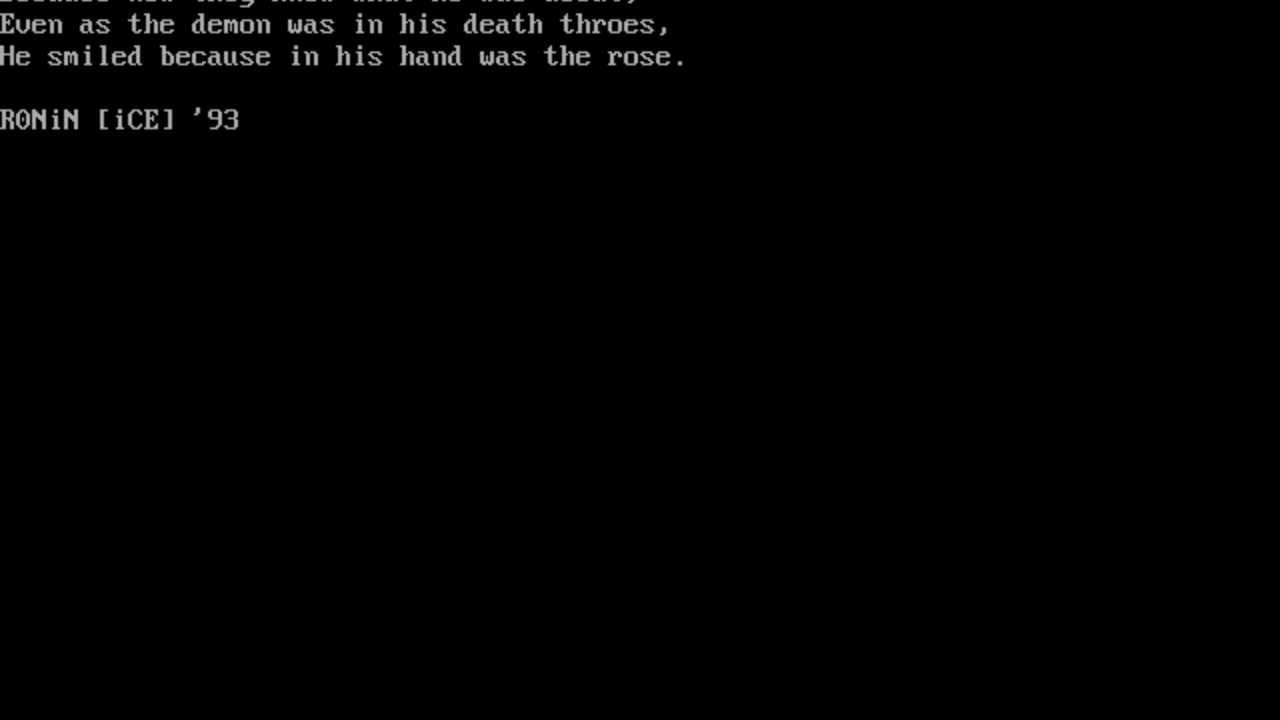 Even as the demon was in his death throes,
He smiled because in his hand was the rose.
R0NiN [iCE] '93